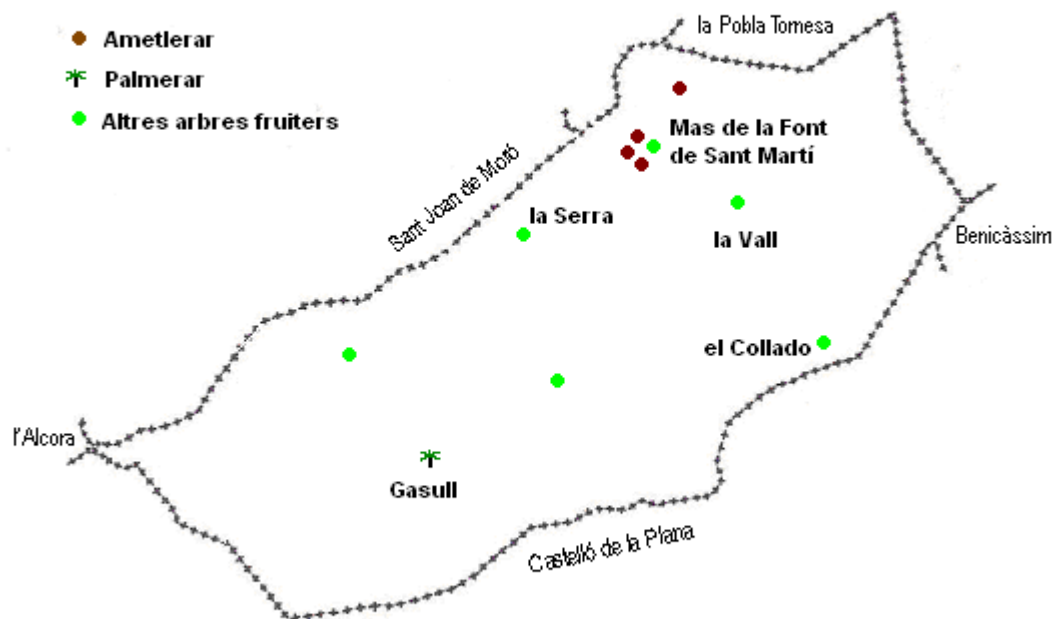 Ametlerar
Palmerar
Altres arbres fruiters
la Pobla Tornesa
Mas de la Font
de Sant Martí
Sant Joan de Moró
la Serra
la Vall
Benicàssim
el Collado
l'Alcora
Gasull
Castelló de la Plana